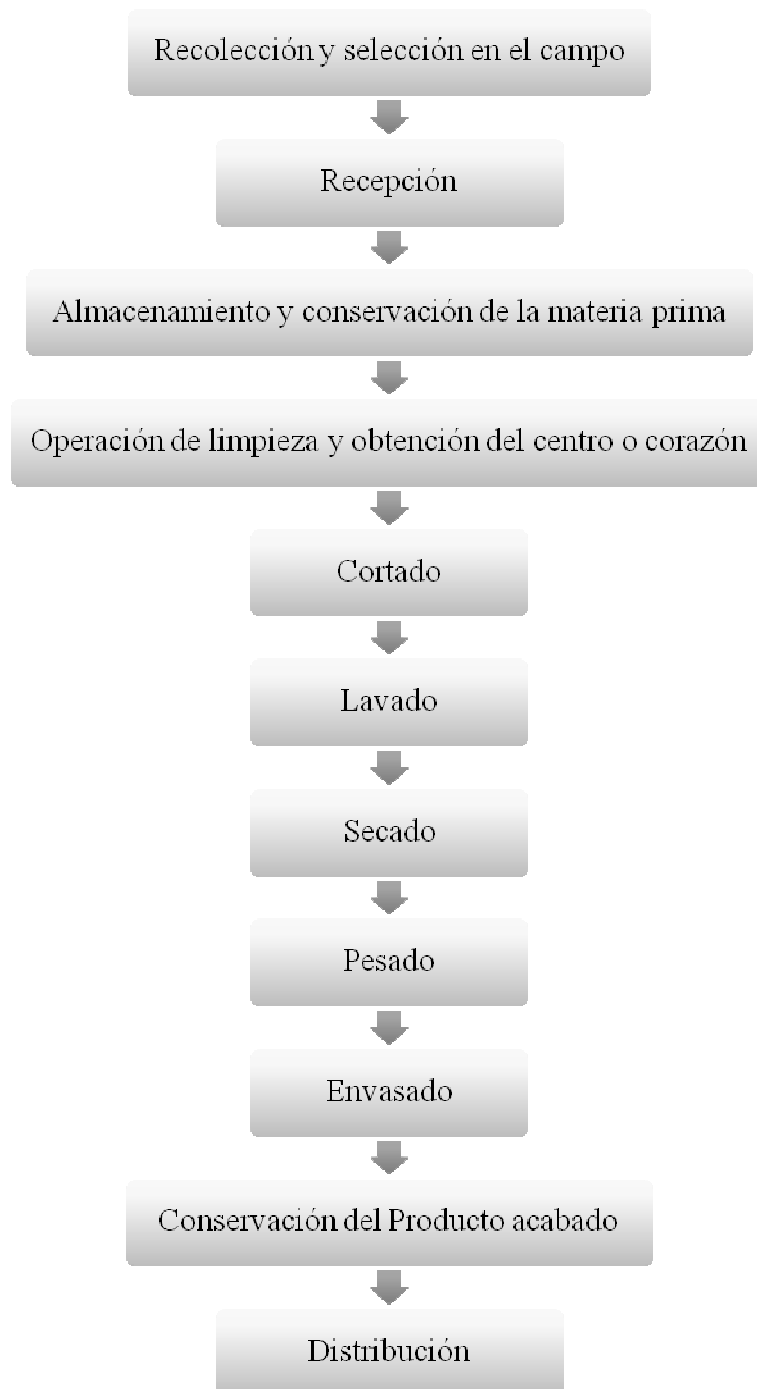 Recolección y selección en el campo
Recepción
Almacenamiento y conservación de la materia prima
Operación de limpieza y obtención del centro o corazón
Cortado
Lavado
Secado
Pesado
Envasado
Conservación del Producto acabado
Distribución